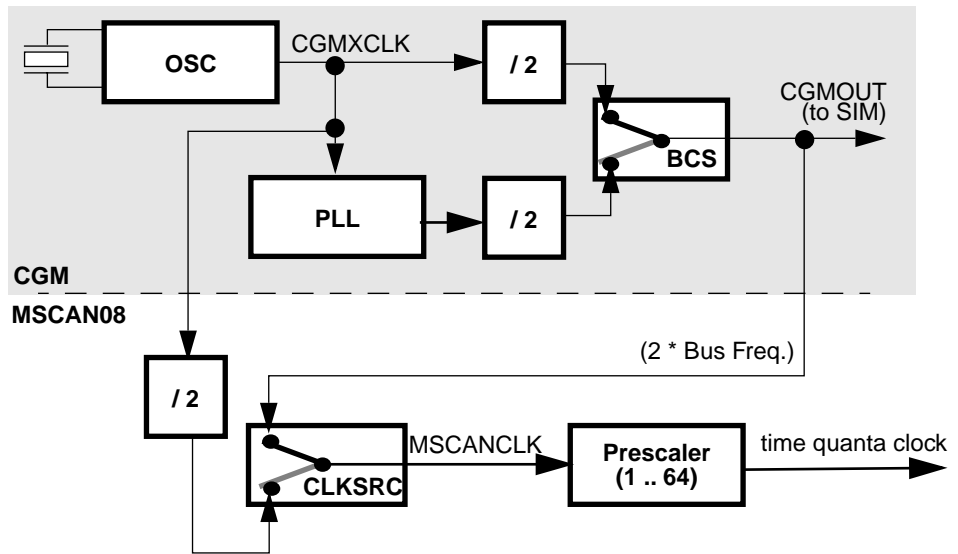 CGMXCLK
OSC
/ 2
CGMOUT
(to SIM)
BCS
PLL
/ 2
CGM
MSCAN08
(2 * Bus Freq.)
/ 2
MSCANCLK
CLKSRC
Prescaler
(1 .. 64)
time quanta clock